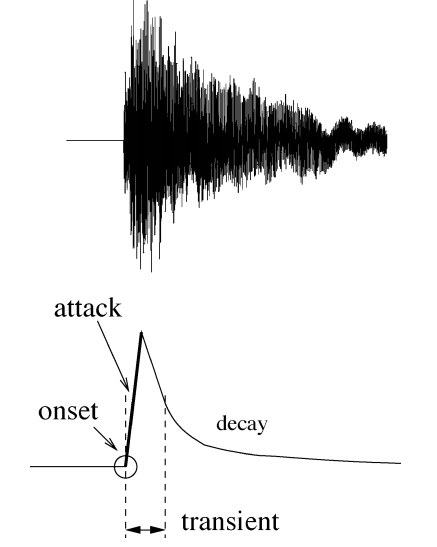 attack
onset
decay
transient